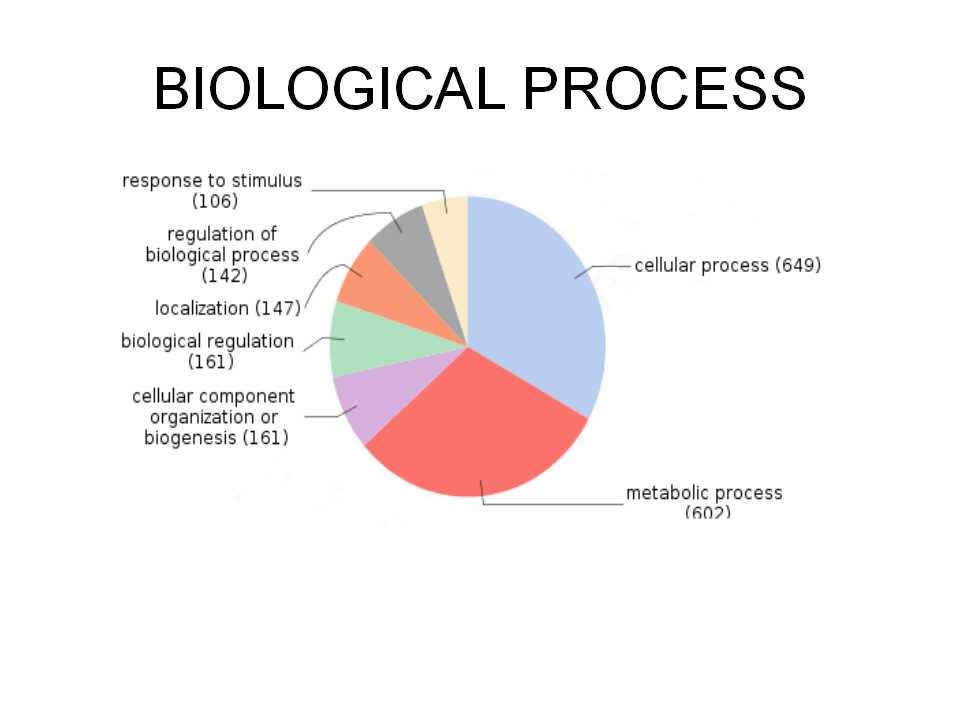 BIOLOGICAL PROCESS
response to stimulus
(106)
regulation of
biological process
(142)
localization (147)
biological regulation
(161)
cellular component
organization or
biogenesis (161)
cellular process (649)
metabolic process
(602)